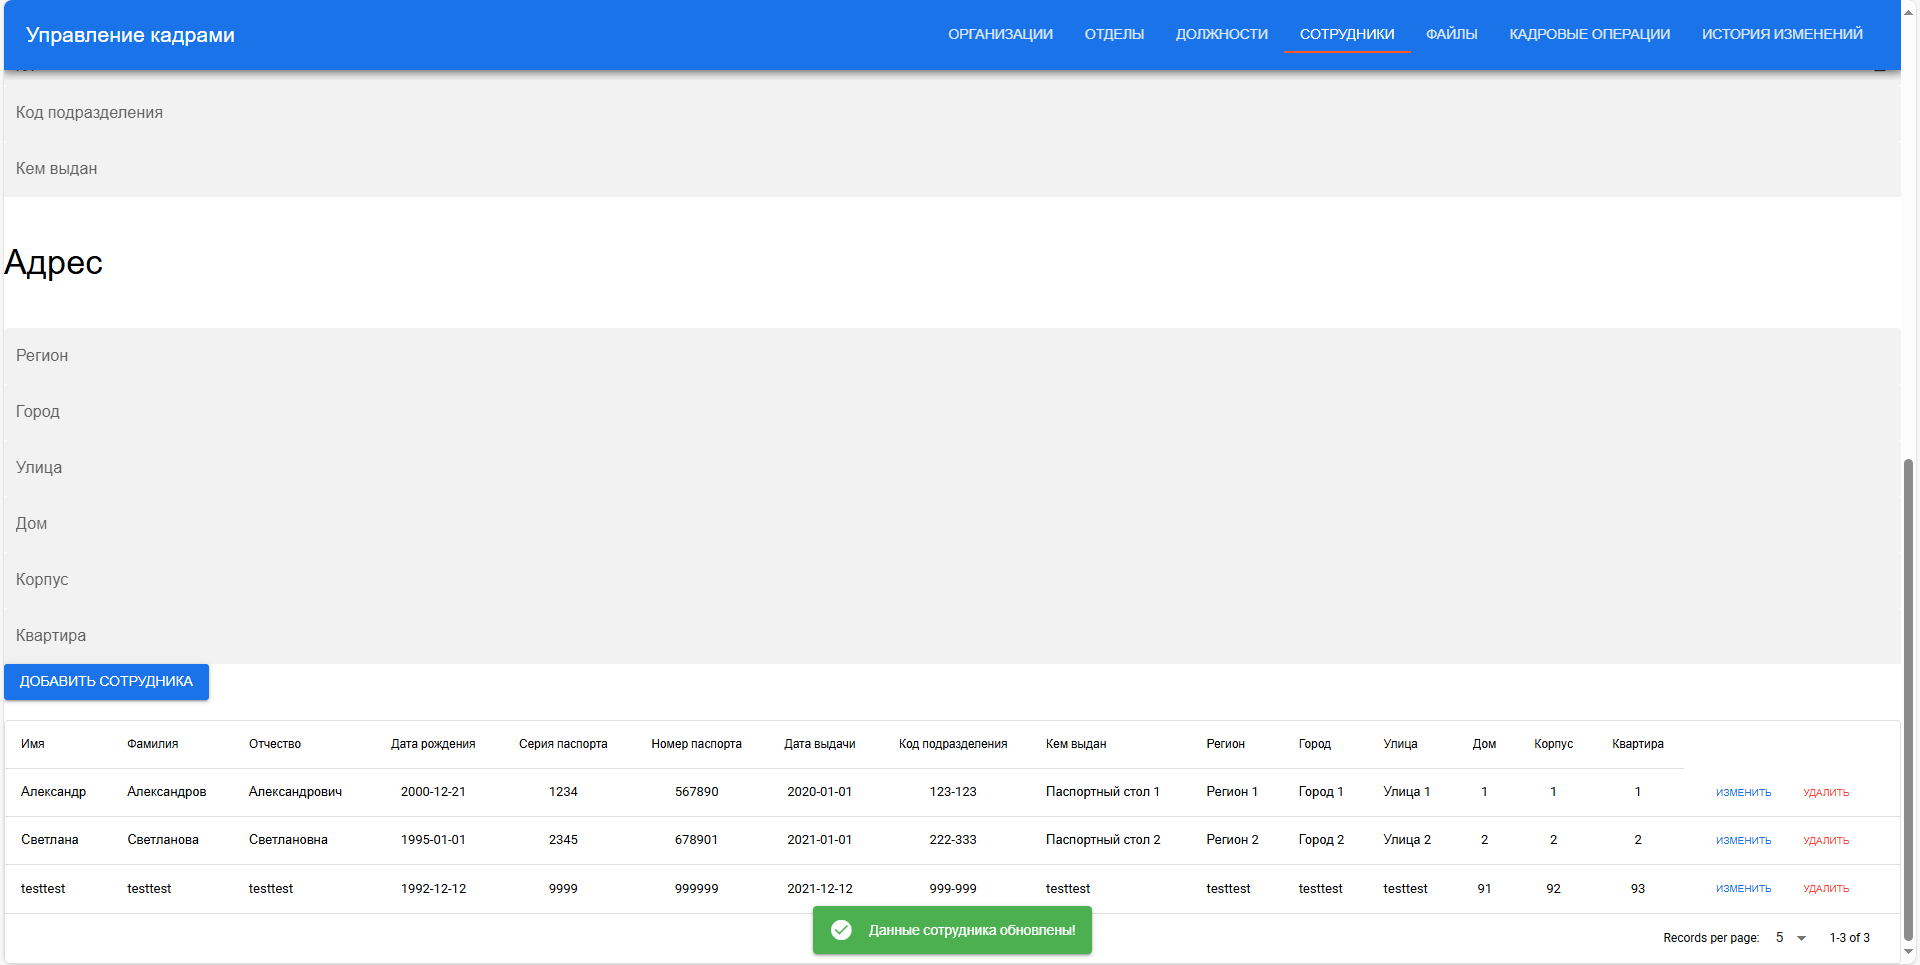 Управление кадрами ОРГАНИЗАЦИИ ОТДЕЛЫ ДОЛЖНОСТИ СОТРУДНИКИ ФАЙЛЫ КАДРОВЫЕ ОПЕРАЦИИ ИСТОРИЯ ИЗМЕНЕНИЙ
Код подразделения
Кем выдан
Адрес
Регион
Город
Улица
Дом
Корпус
Квартира
ДОБАВИТЬ СОТРУДНИКА
Имя Фамилия Отчество Дата рождения Серия паспорта Номер паспорта Дата выдачи Код подразделения Кем выдан Регион Город Улица Дом Корпус Квартира
Александр Александров Александрович 2000-12-21 1234 567890 2020-01-01 123-123 Паспортный стол 1 Регион 1 Город 1 Улица 1 1 1 1 ИЗМЕНИТЬ УДАЛИТЬ
Светлана Светланова Светлановна 1995-01-01 2345 678901 2021-01-01 222-333 Паспортный стол 2 Регион 2 Город 2 Улица 2 2 2 2 ИЗМЕНИТЬ УДАЛИТЬ
testtest testtest testtest 1992-12-12 9999 999999 2021-12-12 999-999 testtest testtest testtest testtest 91 92 93 ИЗМЕНИТЬ УДАЛИТЬ
Данные сотрудника обновлены!
Records per page: 5 1-3 of 3